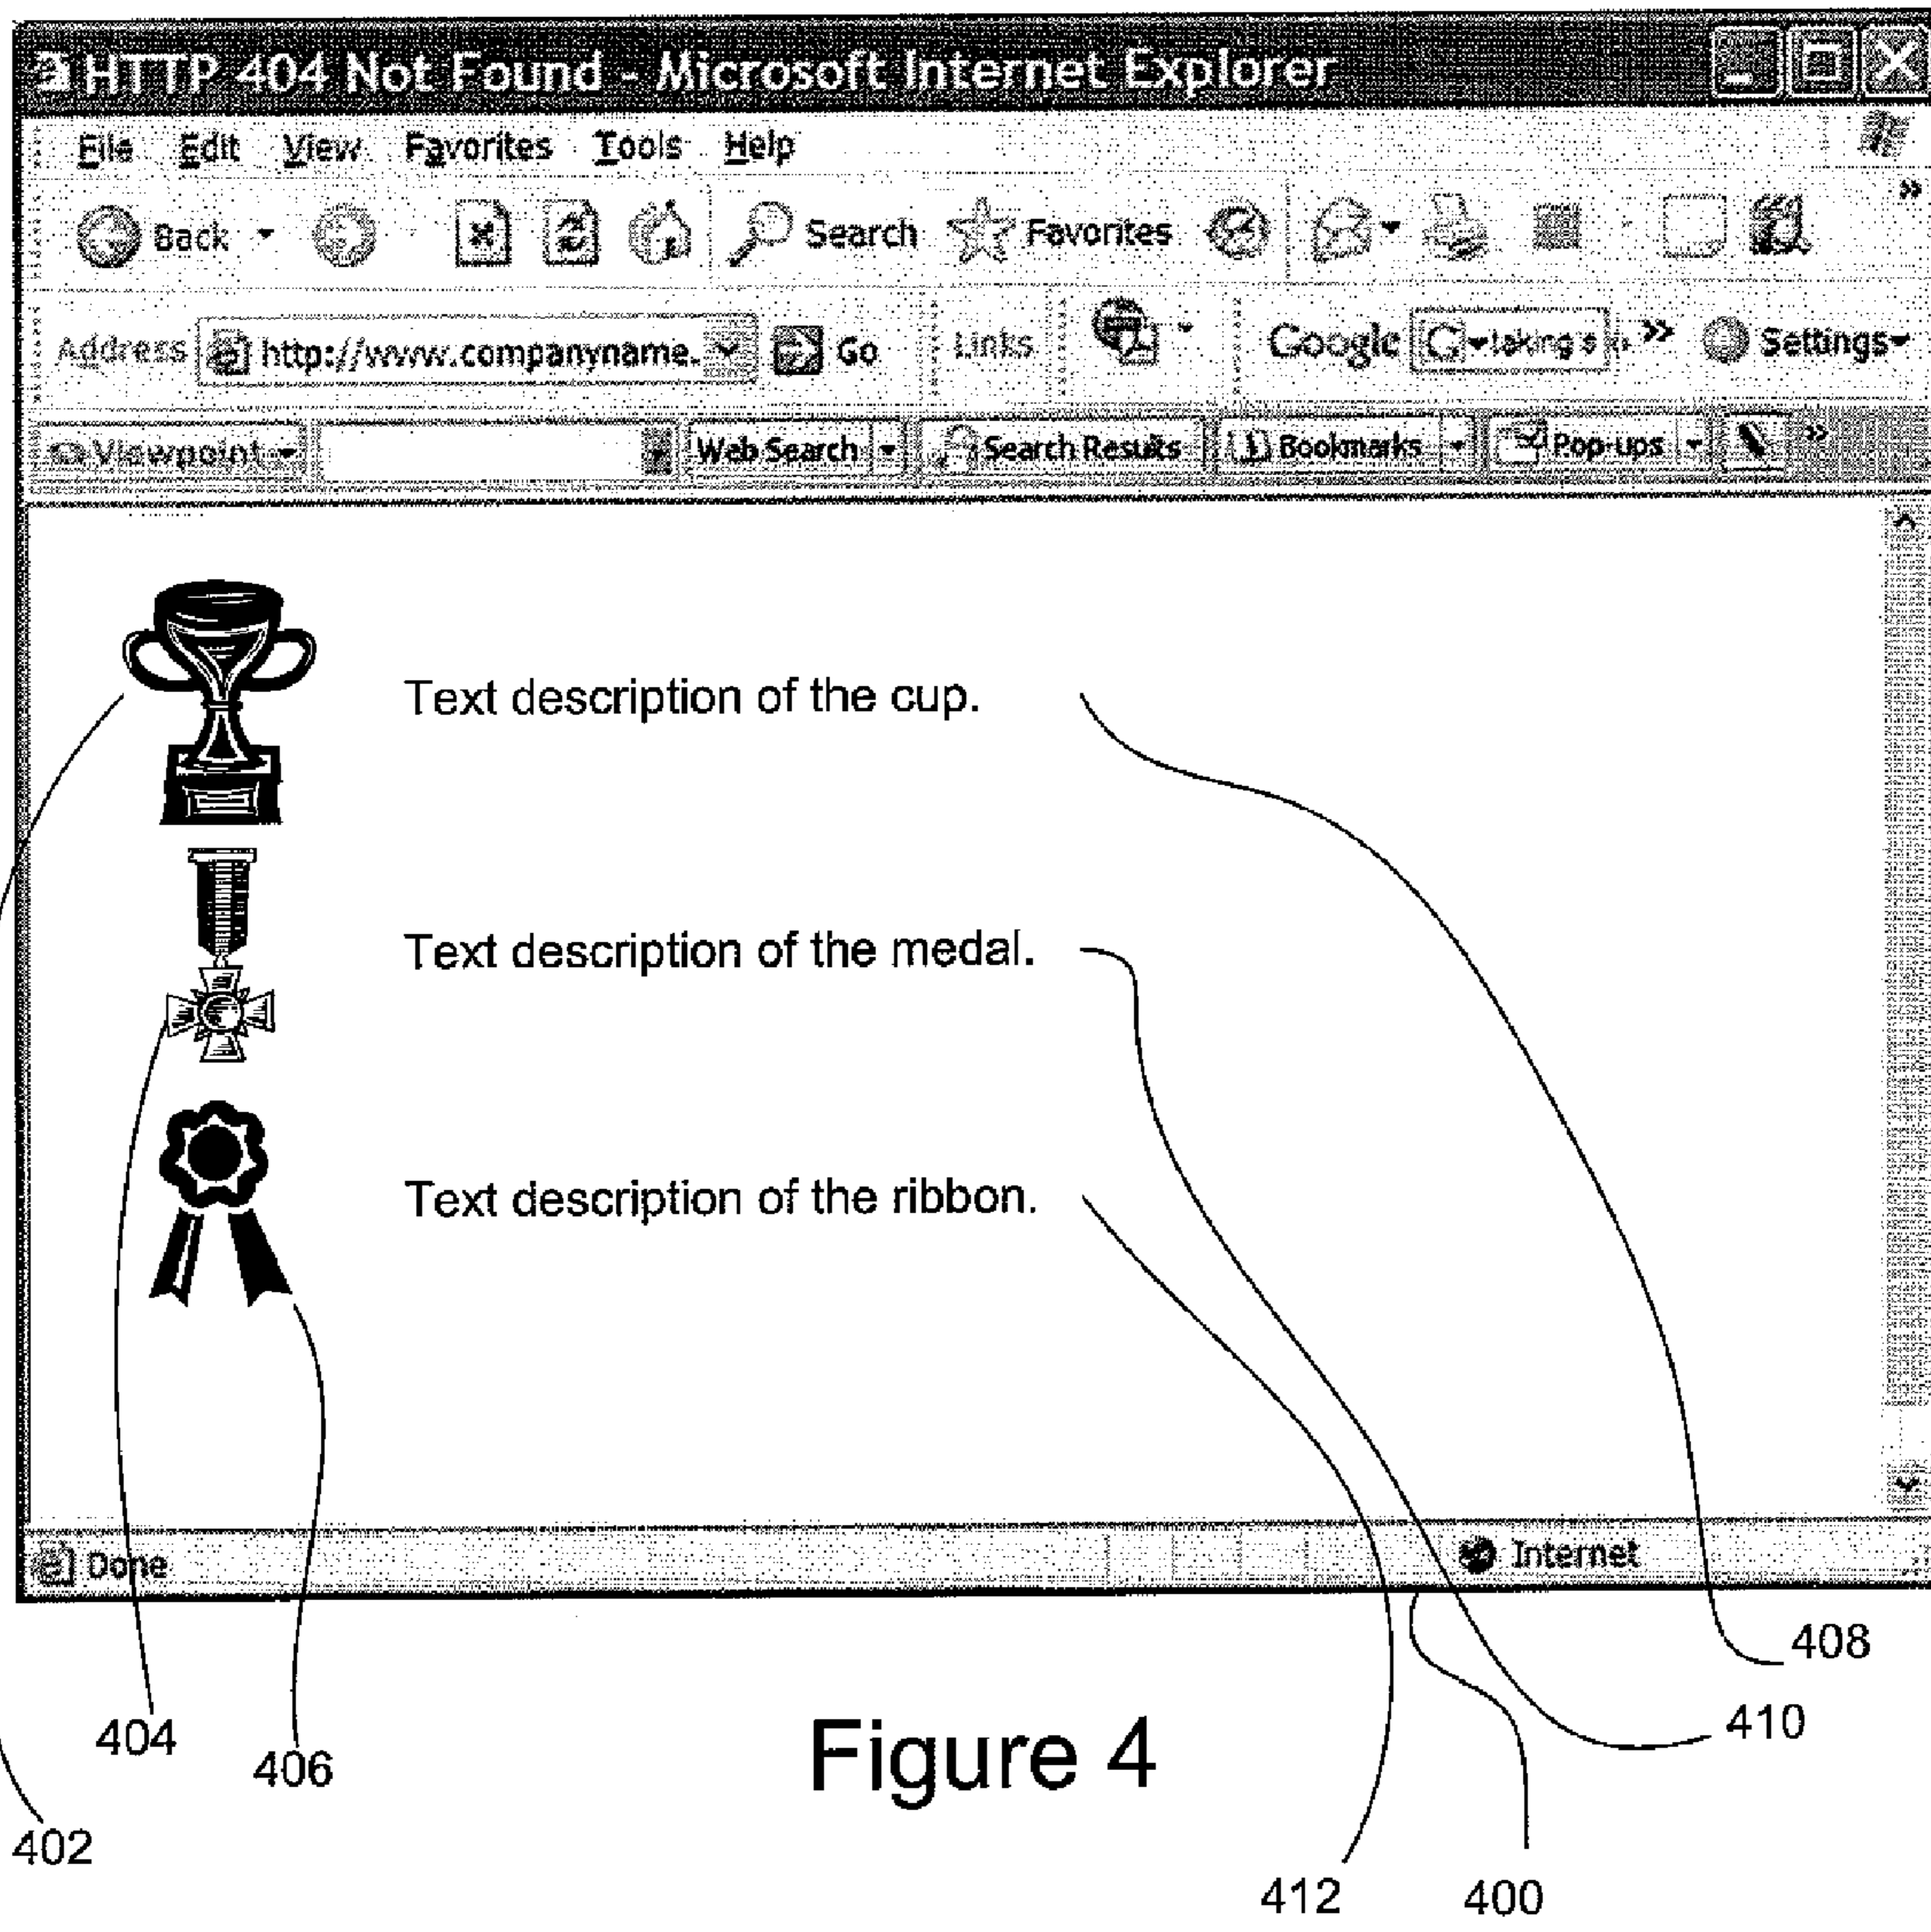 HTTP 404 Not Found - Microsoft Internet Explorer
File Edit View Favorites Tools Help
Back Search Favorites »
Address http://www.companyname. Go Links Google G taking s » Settings
Viewpoint Web Search Search Results Bookmarks Pop-ups »
Text description of the cup.
Text description of the medal.
Text description of the ribbon.
Done Internet
408
404 410
406
Figure 4
402
412 400